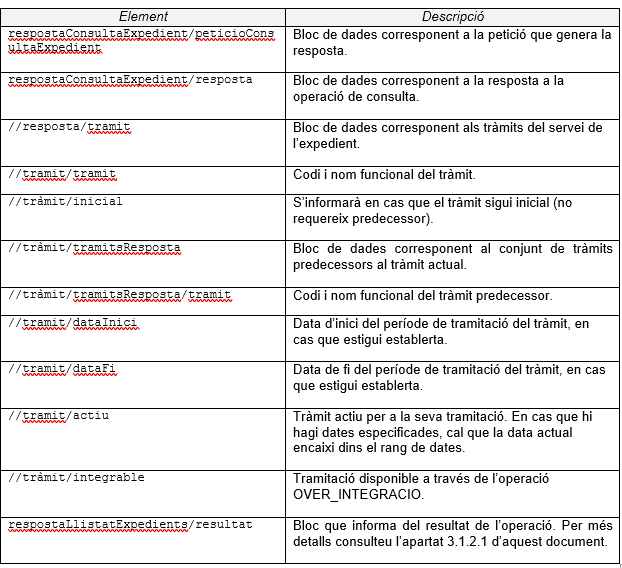 Element Descripció
respostaConsultaExpedient/peticioCons
ultaExpedient
Bloc de dades corresponent a la petició que genera la
resposta.
respostaConsultaExpedient/resposta
Bloc de dades corresponent a la resposta a la
operació de consulta.
//resposta/tramit
Bloc de dades corresponent als tràmits del servei de
l’expedient.
//tramit/tramit
Codi i nom funcional del tràmit.
//tràmit/inicial
S’informarà en cas que el tràmit sigui inicial (no
requereix predecessor).
//tràmit/tramitsResposta
Bloc de dades corresponent al conjunt de tràmits
predecessors al tràmit actual.
//tràmit/tramitsResposta/tramit
Codi i nom funcional del tràmit predecessor.
//tramit/dataInici
Data d’inici del període de tramitació del tràmit, en
cas que estigui establerta.
//tramit/dataFi
Data de fi del període de tramitació del tràmit, en cas
que estigui establerta.
//tramit/actiu
Tràmit actiu per a la seva tramitació. En cas que hi
hagi dates especificades, cal que la data actual
encaixi dins el rang de dates.
//tràmit/integrable
Tramitació disponible a través de l’operació
OVER_INTEGRACIO.
respostaLlistatExpedients/resultat
Bloc que informa del resultat de l’operació. Per més
detalls consulteu l’apartat 3.1.2.1 d’aquest document.